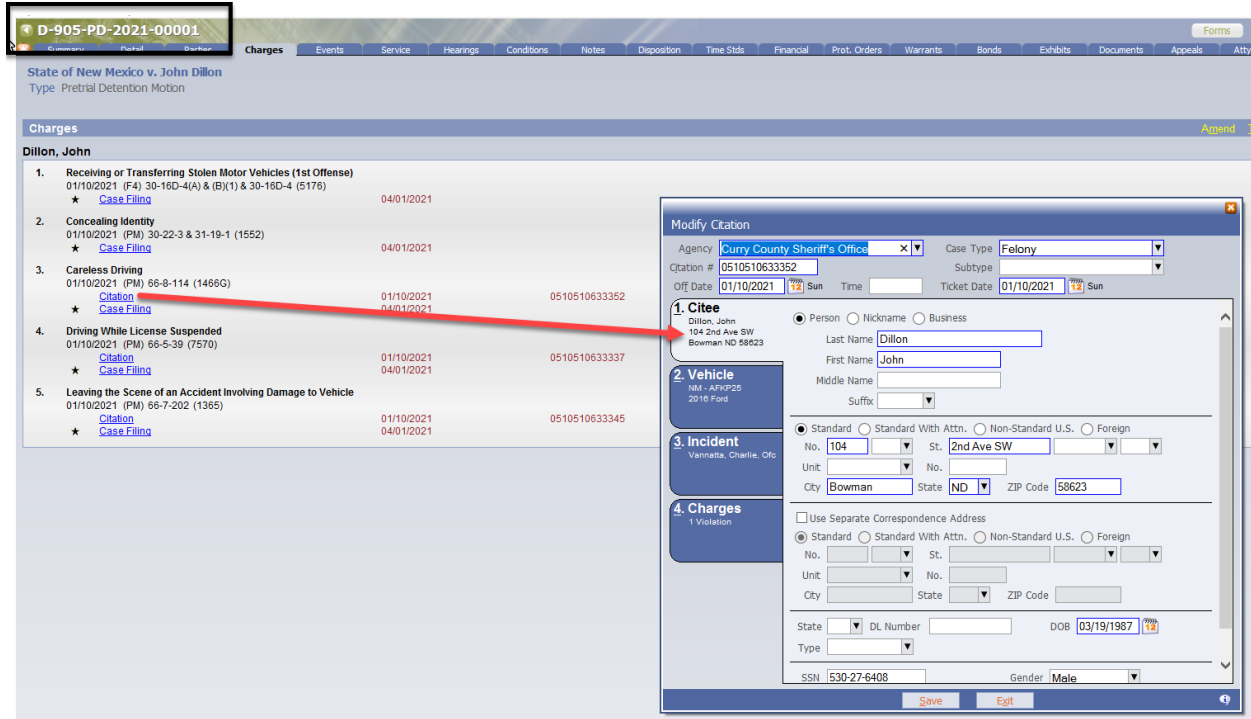 D-905-PD-2021-00001
Forms
Summary Detail Parties Charges Events Service Hearings Conditions Notes Disposition Time Stds Financial Prot. Orders Warrants Bonds Exhibits Documents Appeals Atty
State of New Mexico v. John Dillon
Type Pretrial Detention Motion
Charges Amend
Dillon, John
1. Receiving or Transferring Stolen Motor Vehicles (1st Offense)
01/10/2021 (F4) 30-16D-4(A) & (B)(1) & 30-16D-4 (5176)
★ Case Filing 04/01/2021
2. Concealing Identity
01/10/2021 (PM) 30-22-3 & 31-19-1 (1552)
★ Case Filing 04/01/2021
3. Careless Driving
01/10/2021 (PM) 66-8-114 (1466G)
Citation 01/10/2021 0510510633352
★ Case Filing 04/01/2021
4. Driving While License Suspended
01/10/2021 (PM) 66-5-39 (7570)
Citation 01/10/2021 0510510633337
★ Case Filing 04/01/2021
5. Leaving the Scene of an Accident Involving Damage to Vehicle
01/10/2021 (PM) 66-7-202 (1365)
Citation 01/10/2021 0510510633345
★ Case Filing 04/01/2021
Modify Citation
Agency Curry County Sheriff's Office Case Type Felony
Citation # 0510510633352 Subtype
Off Date 01/10/2021 12 Sun Time Ticket Date 01/10/2021 12 Sun
1. Citee
Dillon, John
104 2nd Ave SW
Bowman ND 58623
2. Vehicle
NM - AFKP25
2016 Ford
3. Incident
Vannatta, Charlie, Ofc
4. Charges
1 Violation
Person Nickname Business
Last Name Dillon
First Name John
Middle Name
Suffix
Standard Standard With Attn. Non-Standard U.S. Foreign
No. 104 St. 2nd Ave SW
Unit No.
City Bowman State ND ZIP Code 58623
Use Separate Correspondence Address
Standard Standard With Attn. Non-Standard U.S. Foreign
No. St.
Unit No.
City State ZIP Code
State DL Number DOB 03/19/1987 12
Type
SSN 530-27-6408 Gender Male
Save Exit